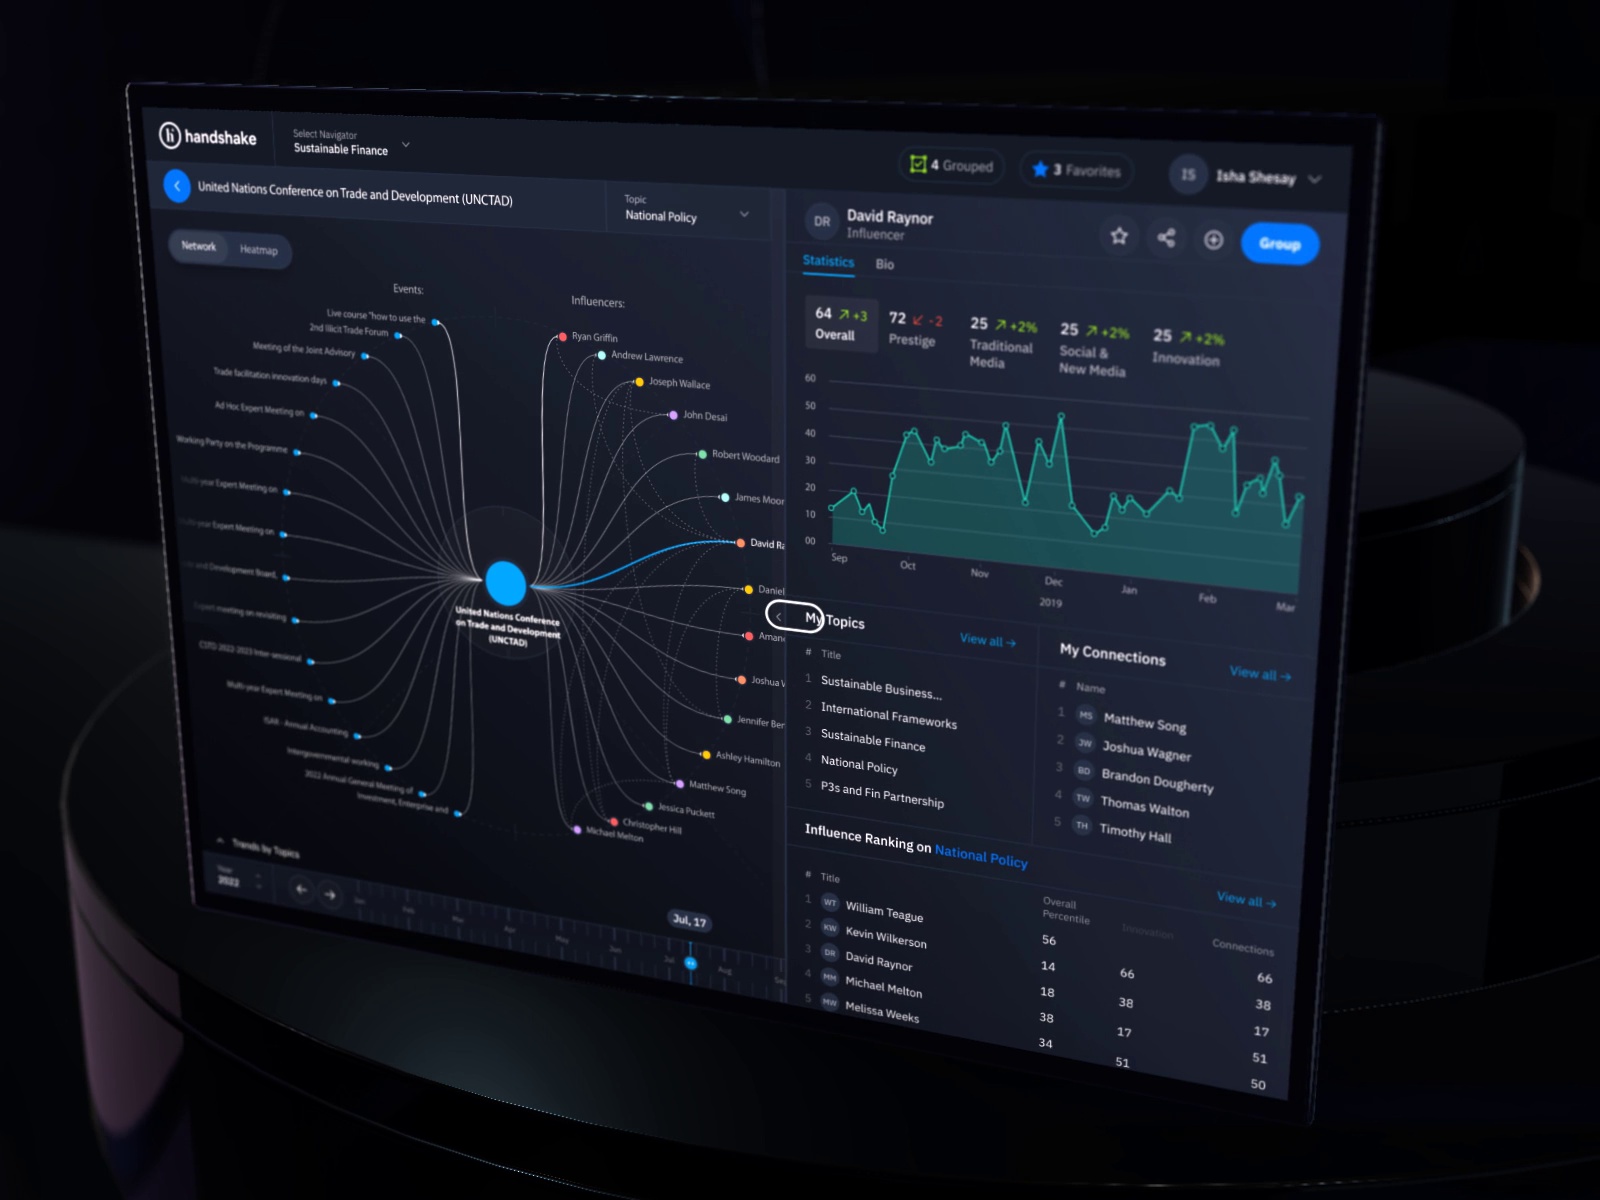 handshake
Select Navigator
Sustainable Finance
4 Grouped
3 Favorites
IS
Isha Shesay
United Nations Conference on Trade and Development (UNCTAD)
Topic
National Policy
Network
Heatmap
Events:
Live course "how to use the
2nd Illicit Trade Forum
Meeting of the Joint Advisory
Trade facilitation innovation days
Ad Hoc Expert Meeting on
Working Party on the Programme
Multi-year Expert Meeting on
Multi-year Expert Meeting on
and Development Board,
Expert meeting on revisiting
CSTD 2022-2023 Inter-sessional
Multi-year Expert Meeting on
ISAR - Annual Accounting
Intergovernmental working
2022 Annual General Meeting of
Investment, Enterprise and
United Nations Conference
on Trade and Development
(UNCTAD)
Influencers:
Ryan Griffin
Andrew Lawrence
Joseph Wallace
John Desai
Robert Woodard
James Moor
David Ra
Daniel
Aman
Joshua V
Jennifer Ber
Ashley Hamilton
Matthew Song
Jessica Puckett
Christopher Hill
Michael Melton
Trends by Topics
Year
2022
Jan
Feb
Mar
Apr
May
Jun
Jul
Aug
Sep
Jul, 17
DR
David Raynor
Influencer
Group
Statistics
Bio
64 +3
Overall
72 -2
Prestige
25 +2%
Traditional
Media
25 +2%
Social &
New Media
25 +2%
Innovation
60
50
40
30
20
10
00
Sep
Oct
Nov
Dec
2019
Jan
Feb
Mar
My Topics
View all →
# Title
1 Sustainable Business...
2 International Frameworks
3 Sustainable Finance
4 National Policy
5 P3s and Fin Partnership
My Connections
View all →
# Name
1 MS Matthew Song
2 JW Joshua Wagner
3 BD Brandon Dougherty
4 TW Thomas Walton
5 TH Timothy Hall
Influence Ranking on National Policy
View all →
# Title
Overall
Percentile
Innovation
Connections
1 WT William Teague 56 66 66
2 KW Kevin Wilkerson 14 38 38
3 DR David Raynor 18 17 17
4 MM Michael Melton 38 51 51
5 MW Melissa Weeks 34 50